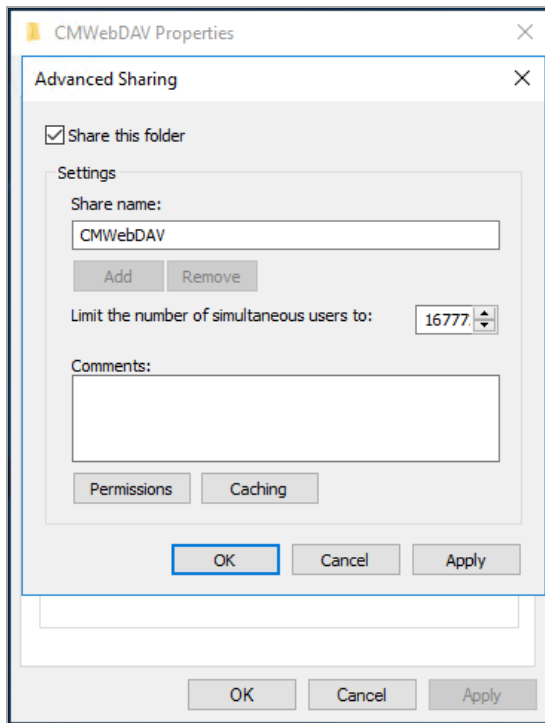 CMWebDAV Properties
Advanced Sharing
Share this folder
Settings
Share name:
CMWebDAV
Add Remove
Limit the number of simultaneous users to: 16777
Comments:
Permissions Caching
OK Cancel Apply
OK Cancel Apply